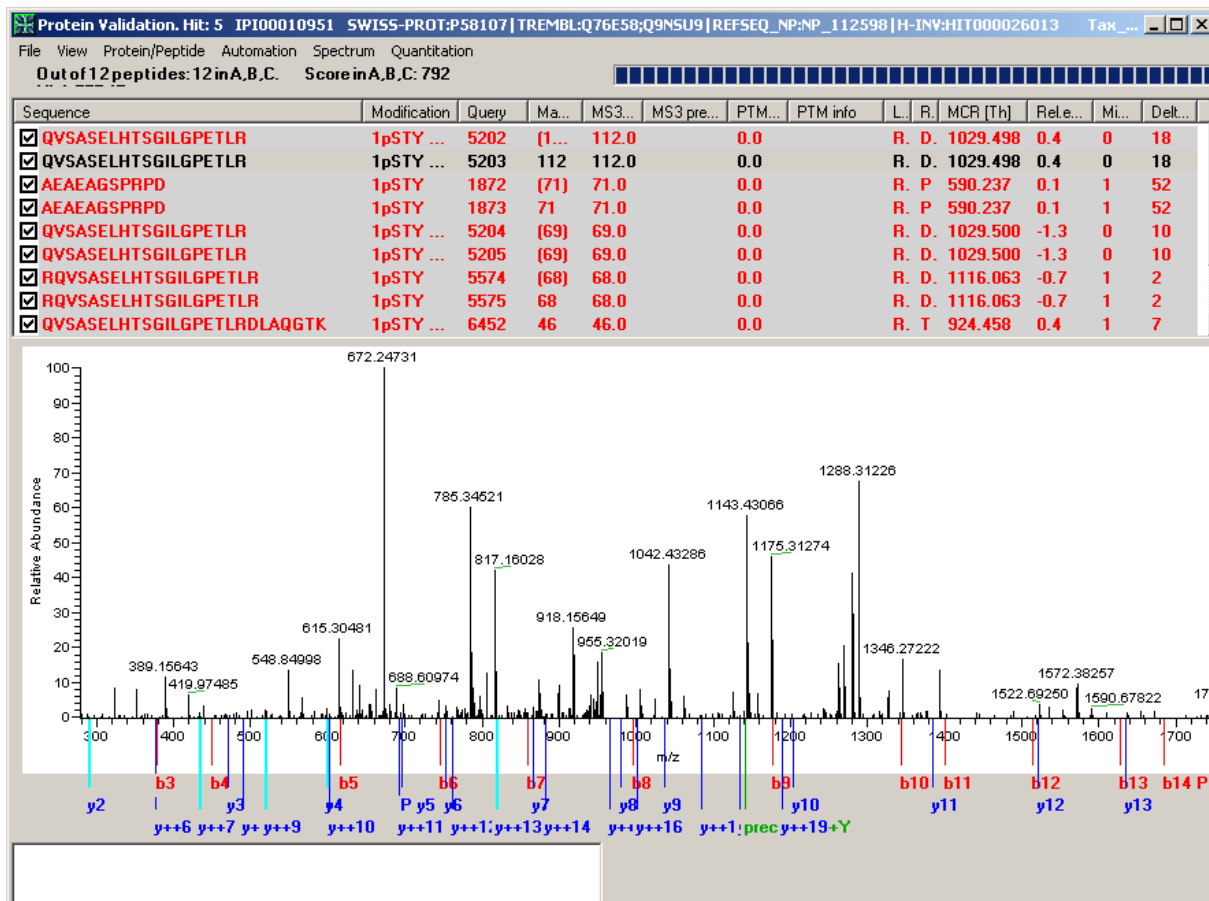 Protein Validation. Hit: 5 IPI00010951 SWISS-PROT:P58107|TREMBL:Q76E58;Q9NSU9|REFSEQ_NP:NP_112598|H-INV:HIT000026013 Tax_...
File View Protein/Peptide Automation Spectrum Quantitation
Out of 12 peptides: 12 in A,B,C. Score in A,B,C: 792
Sequence Modification Query Ma... MS3... MS3 pre... PTM... PTM info L... R. MCR [Th] Rel.e... Mi... Delt...
QVSASELHTSGILGPETLR 1pSTY ... 5202 (1... 112.0 0.0 R. D. 1029.498 0.4 0 18
QVSASELHTSGILGPETLR 1pSTY ... 5203 112 112.0 0.0 R. D. 1029.498 0.4 0 18
AEAEAGSPRPD 1pSTY 1872 (71) 71.0 0.0 R. P 590.237 0.1 1 52
AEAEAGSPRPD 1pSTY 1873 71 71.0 0.0 R. P 590.237 0.1 1 52
QVSASELHTSGILGPETLR 1pSTY ... 5204 (69) 69.0 0.0 R. D. 1029.500 -1.3 0 10
QVSASELHTSGILGPETLR 1pSTY ... 5205 (69) 69.0 0.0 R. D. 1029.500 -1.3 0 10
RQVSASELHTSGILGPETLR 1pSTY 5574 (68) 68.0 0.0 R. D. 1116.063 -0.7 1 2
RQVSASELHTSGILGPETLR 1pSTY 5575 68 68.0 0.0 R. D. 1116.063 -0.7 1 2
QVSASELHTSGILGPETLRDLAQGTK 1pSTY ... 6452 46 46.0 0.0 R. T 924.458 0.4 1 7
672.24731
100
90
80
70
1288.31226
785.34521
60
1143.43066
50
1175.31274
1042.43286
817.16028
40
Relative Abundance
30
918.15649
615.30481
955.32019
20
1346.27222
548.84998
389.15643
688.60974
1572.38257
10
419.97485
1522.69250
1590.67822
17
0
300 400 500 600 700 800 900 1000 1100 1200 1300 1400 1500 1600 1700
m/z
b3 b4 b5 b6 b7 b8 b9 b10 b11 b12 b13 b14 P
y2 y3 y4 P y5 y6 y7 y8 y9 y10 y11 y12 y13
y++6 y++7 y+ y++9 y++10 y++11 y++12 y++13 y++14 y++ y++16 y++1 prec y++19 +Y